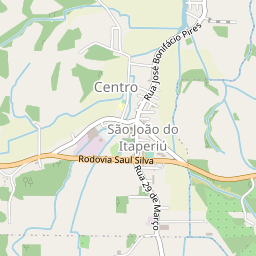 Rua José Bonifácio Pires
Centro
São João do
Itaperiú
Rodovia Saul Silva
Rua 29 de Março